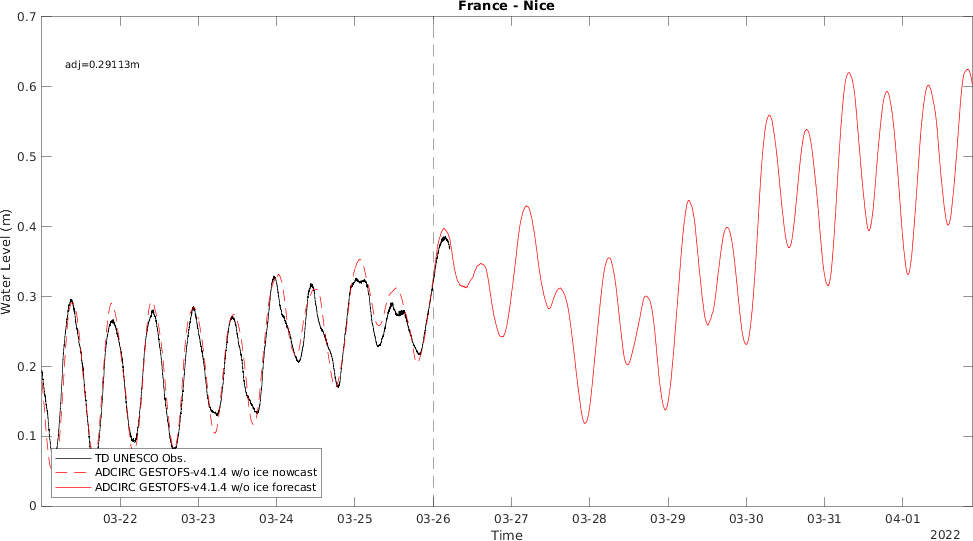 France - Nice
0.7
adj=0.29113m
0.6
0.5
0.4
0.3
0.2
0.1
0
Water Level (m)
TD UNESCO Obs.
ADCIRC GESTOFS-v4.1.4 w/o ice nowcast
ADCIRC GESTOFS-v4.1.4 w/o ice forecast
03-22 03-23 03-24 03-25 03-26 03-27 03-28 03-29 03-30 03-31 04-01
Time
2022